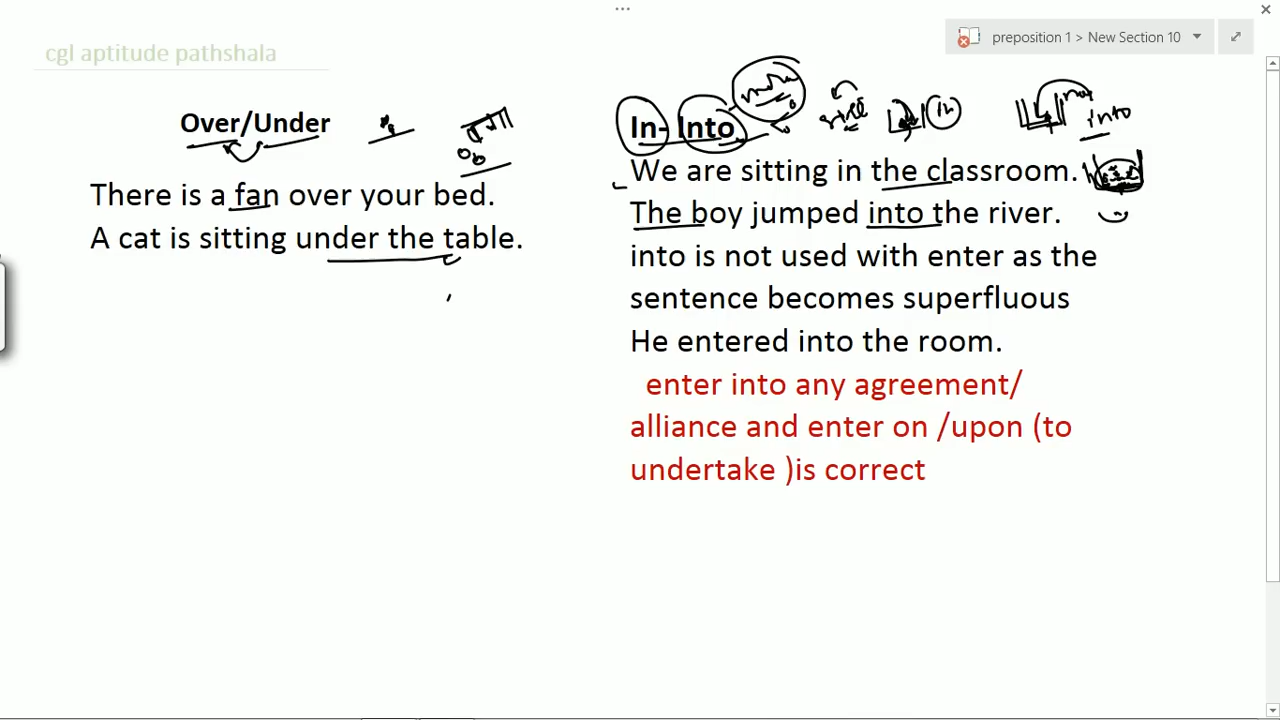 cgl aptitude pathshala
preposition 1 > New Section 10
Over/Under
There is a fan over your bed.
A cat is sitting under the table.
In- Into
in
into
We are sitting in the classroom.
The boy jumped into the river.
into is not used with enter as the
sentence becomes superfluous
He entered into the room.
enter into any agreement/
alliance and enter on /upon (to
undertake )is correct